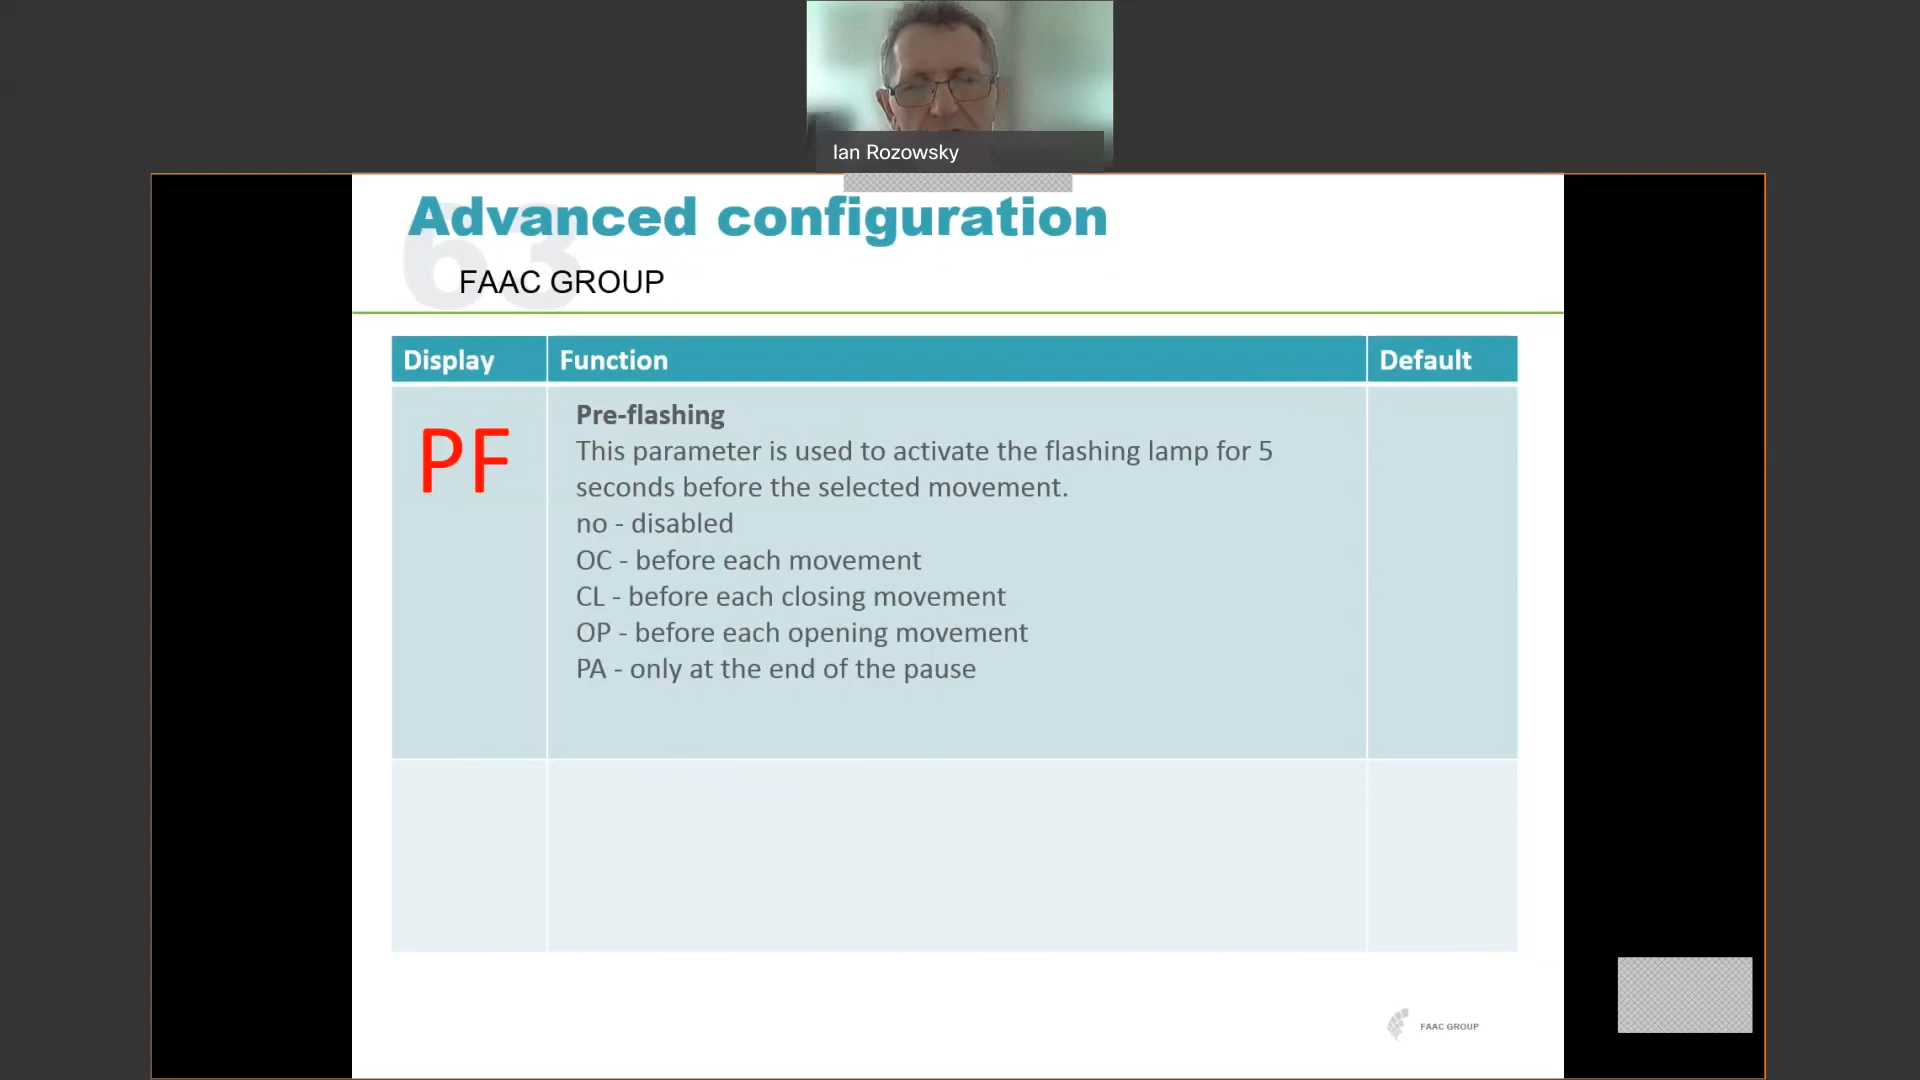 Ian Rozowsky
63
Advanced configuration
FAAC GROUP
Display Function Default
PF
Pre-flashing
This parameter is used to activate the flashing lamp for 5
seconds before the selected movement.
no - disabled
OC - before each movement
CL - before each closing movement
OP - before each opening movement
PA - only at the end of the pause
FAAC GROUP